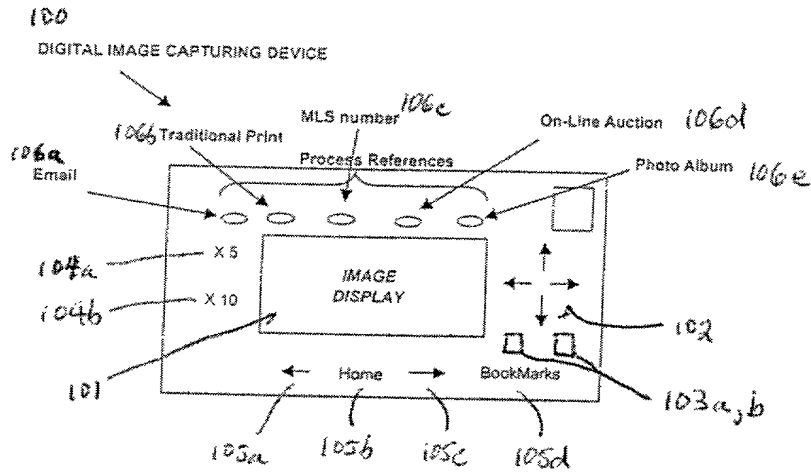 100
DIGITAL IMAGE CAPTURING DEVICE
MLS number 106c
On-Line Auction 106d
106b Traditional Print
106a
Process References
Email
Photo Album 106e
104a X 5
IMAGE
DISPLAY
104b X 10
102
101
Home
BookMarks
103a,b
105a
105b
105c
105d